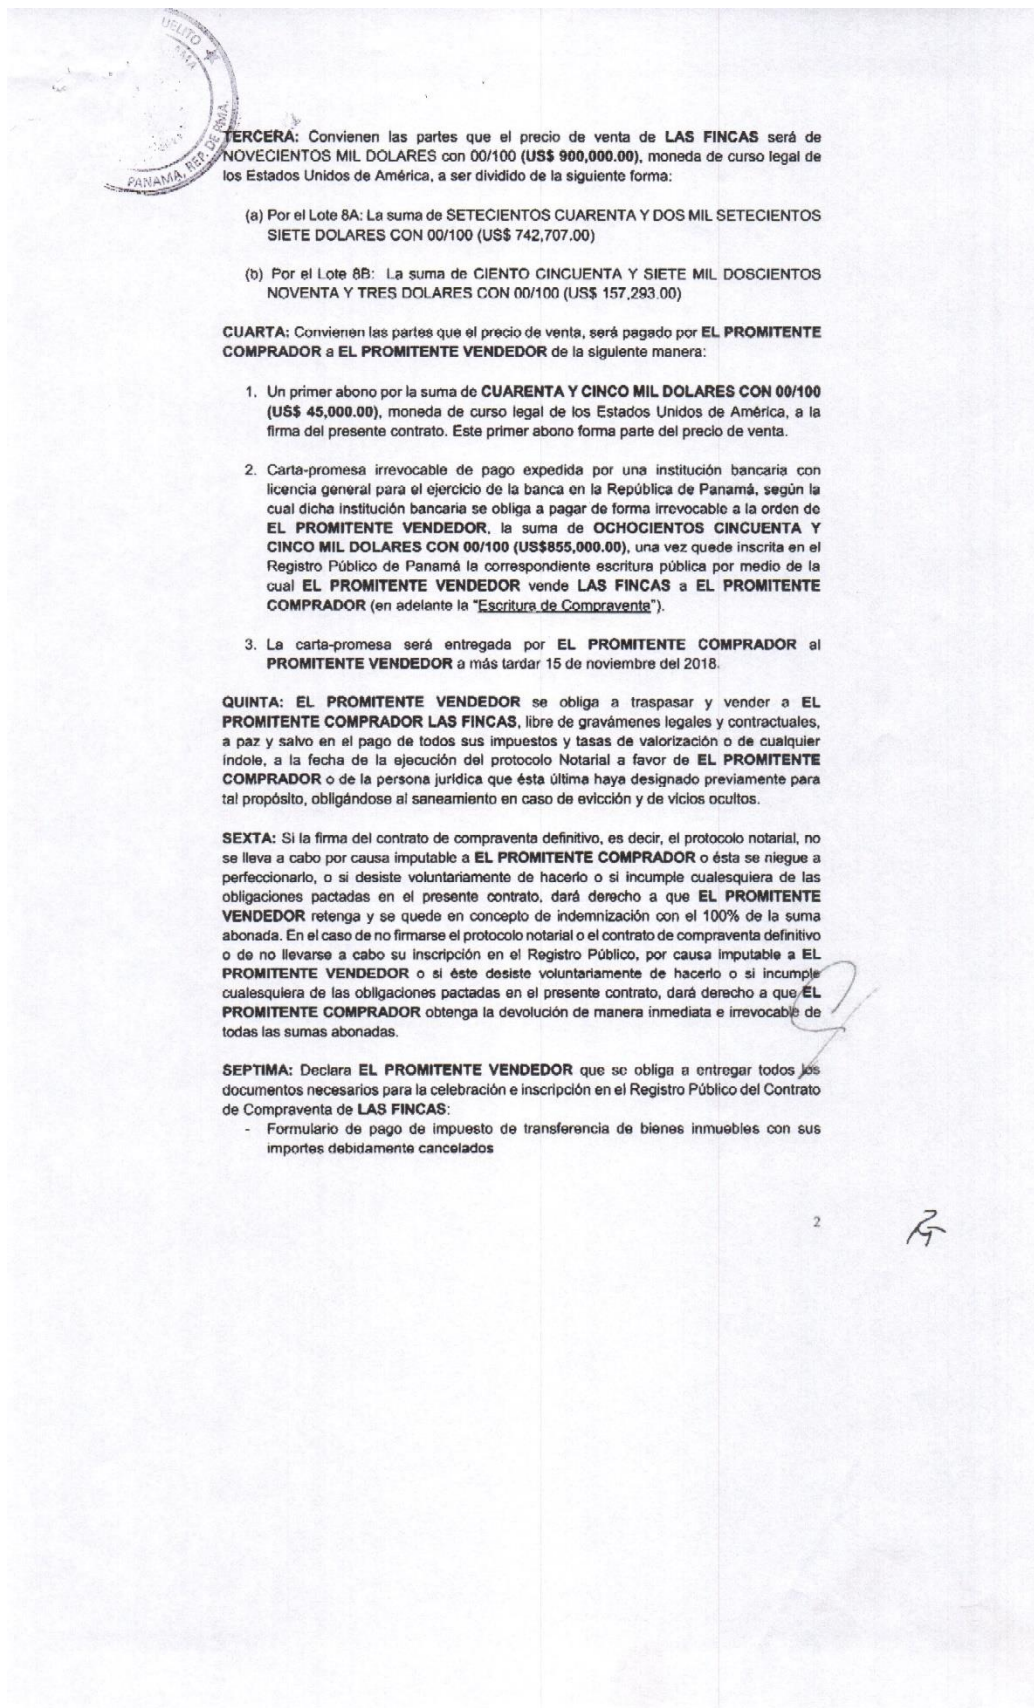 UELITO
PANAMA, REP. DE PMA.
TERCERA: Convienen las partes que el precio de venta de LAS FINCAS será de
NOVECIENTOS MIL DOLARES con 00/100 (US$ 900,000.00), moneda de curso legal de
los Estados Unidos de América, a ser dividido de la siguiente forma:
(a) Por el Lote 8A: La suma de SETECIENTOS CUARENTA Y DOS MIL SETECIENTOS
SIETE DOLARES CON 00/100 (US$ 742,707.00)
(b) Por el Lote 8B: La suma de CIENTO CINCUENTA Y SIETE MIL DOSCIENTOS
NOVENTA Y TRES DOLARES CON 00/100 (US$ 157,293.00)
CUARTA: Convienen las partes que el precio de venta, será pagado por EL PROMITENTE
COMPRADOR a EL PROMITENTE VENDEDOR de la siguiente manera:
1. Un primer abono por la suma de CUARENTA Y CINCO MIL DOLARES CON 00/100
(US$ 45,000.00), moneda de curso legal de los Estados Unidos de América, a la
firma del presente contrato. Este primer abono forma parte del precio de venta.
2. Carta-promesa irrevocable de pago expedida por una institución bancaria con
licencia general para el ejercicio de la banca en la República de Panamá, según la
cual dicha institución bancaria se obliga a pagar de forma irrevocable a la orden de
EL PROMITENTE VENDEDOR, la suma de OCHOCIENTOS CINCUENTA Y
CINCO MIL DOLARES CON 00/100 (US$855,000.00), una vez quede inscrita en el
Registro Público de Panamá la correspondiente escritura pública por medio de la
cual EL PROMITENTE VENDEDOR vende LAS FINCAS a EL PROMITENTE
COMPRADOR (en adelante la "Escritura de Compraventa").
3. La carta-promesa será entregada por EL PROMITENTE COMPRADOR al
PROMITENTE VENDEDOR a más tardar 15 de noviembre del 2018.
QUINTA: EL PROMITENTE VENDEDOR se obliga a traspasar y vender a EL
PROMITENTE COMPRADOR LAS FINCAS, libre de gravámenes legales y contractuales,
a paz y salvo en el pago de todos sus impuestos y tasas de valorización o de cualquier
índole, a la fecha de la ejecución del protocolo Notarial a favor de EL PROMITENTE
COMPRADOR o de la persona jurídica que ésta última haya designado previamente para
tal propósito, obligándose al saneamiento en caso de evicción y de vicios ocultos.
SEXTA: Si la firma del contrato de compraventa definitivo, es decir, el protocolo notarial, no
se lleva a cabo por causa imputable a EL PROMITENTE COMPRADOR o ésta se niegue a
perfeccionarlo, o si desiste voluntariamente de hacerlo o si incumple cualesquiera de las
obligaciones pactadas en el presente contrato, dará derecho a que EL PROMITENTE
VENDEDOR retenga y se quede en concepto de indemnización con el 100% de la suma
abonada. En el caso de no firmarse el protocolo notarial o el contrato de compraventa definitivo
o de no llevarse a cabo su inscripción en el Registro Público, por causa imputable a EL
PROMITENTE VENDEDOR o si éste desiste voluntariamente de hacerlo o si incumple
cualesquiera de las obligaciones pactadas en el presente contrato, dará derecho a que EL
PROMITENTE COMPRADOR obtenga la devolución de manera inmediata e irrevocable de
todas las sumas abonadas.
SEPTIMA: Declara EL PROMITENTE VENDEDOR que se obliga a entregar todos los
documentos necesarios para la celebración e inscripción en el Registro Público del Contrato
de Compraventa de LAS FINCAS:
- Formulario de pago de impuesto de transferencia de bienes inmuebles con sus
importes debidamente cancelados
2